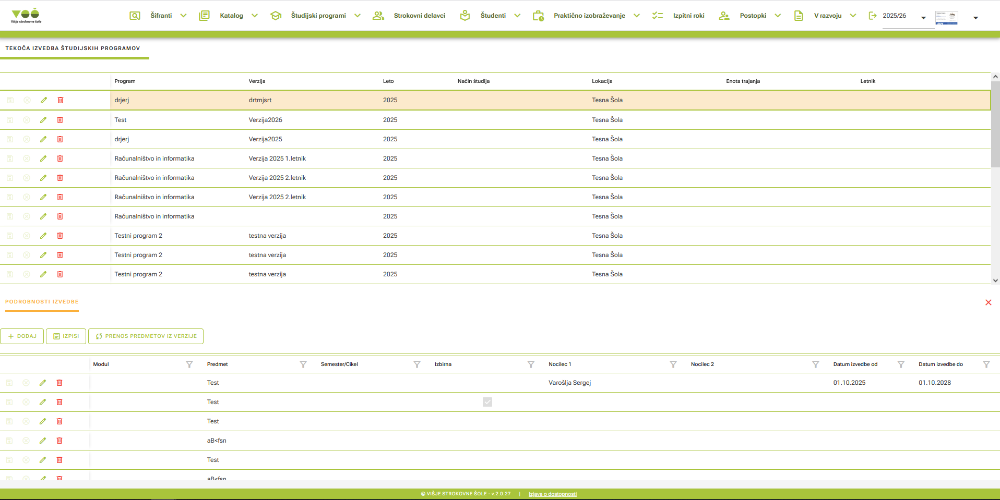 VOŠ
Višje strokovne šole
Šifranti
Katalog
Študijski programi
Strokovni delavci
Študenti
Praktično izobraževanje
Izpitni roki
Postopki
V razvoju
2025/26
TEKOČA IZVEDBA ŠTUDIJSKIH PROGRAMOV
Program Verzija Leto Način študija Lokacija Enota trajanja Letnik
drjerj drtmjsrt 2025 Tesna Šola
Test Verzija2026 2025 Tesna Šola
drjerj Verzija2025 2025 Tesna Šola
Računalništvo in informatika Verzija 2025 1.letnik 2025 Tesna Šola
Računalništvo in informatika Verzija 2025 2.letnik 2025 Tesna Šola
Računalništvo in informatika Verzija 2025 2.letnik 2025 Tesna Šola
Računalništvo in informatika 2025 Tesna Šola
Testni program 2 testna verzija 2025 Tesna Šola
Testni program 2 testna verzija 2025 Tesna Šola
Testni program 2 testna verzija 2025 Tesna Šola
PODROBNOSTI IZVEDBE
DODAJ
IZPISI
PRENOS PREDMETOV IZ VERZIJE
Modul Predmet Semester/Cikel Izbirna Nocilec 1 Nocilec 2 Datum izvedbe od Datum izvedbe do
Test Varošlja Sergej 01.10.2025 01.10.2028
Test
Test
aB<fsn
Test
aB<fsn
© VIŠJE STROKOVNE ŠOLE - v.2.0.27 | Izjava o dostopnosti